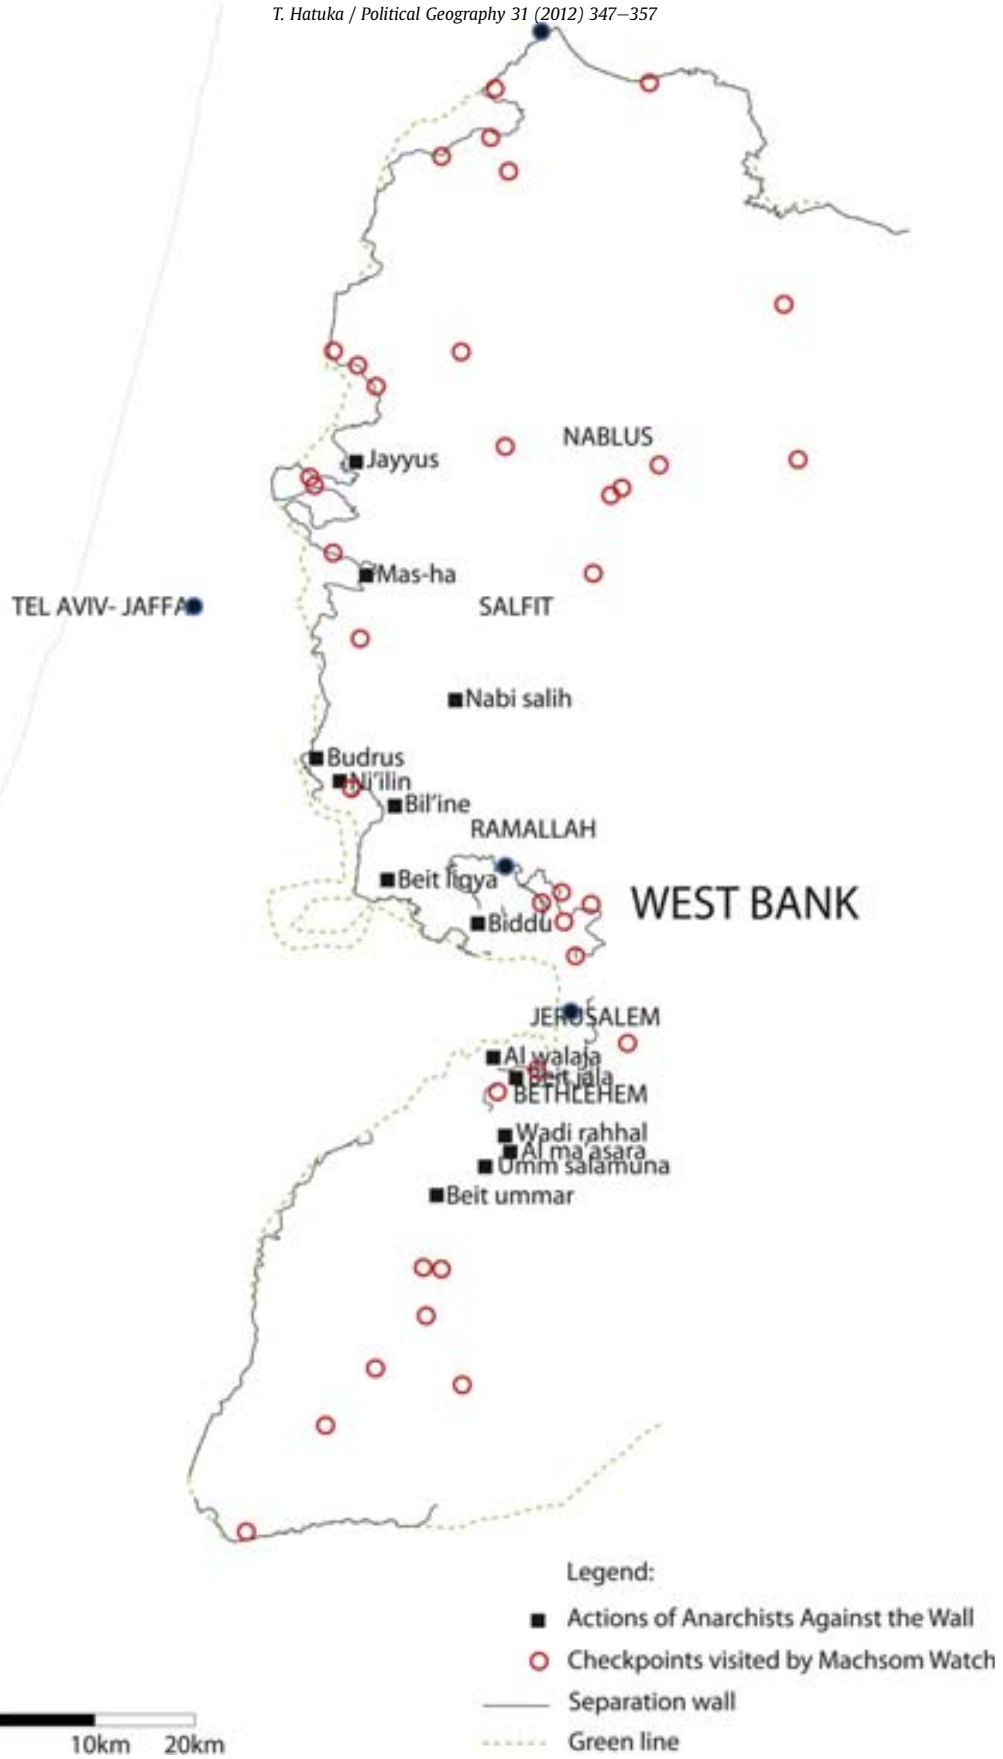 T. Hatuka / Political Geography 31 (2012) 347–357
NABLUS
Jayyus
Mas-ha
TEL AVIV- JAFFA
SALFIT
Nabi salih
Budrus
Ni'ilin
Bil'ine
RAMALLAH
Beit liqya
WEST BANK
Biddu
JERUSALEM
Al walaja
Beit jala
BETHLEHEM
Wadi rahhal
Al ma'asara
Umm salamuna
Beit ummar
Legend:
Actions of Anarchists Against the Wall
Checkpoints visited by Machsom Watch
Separation wall
Green line
10km 20km